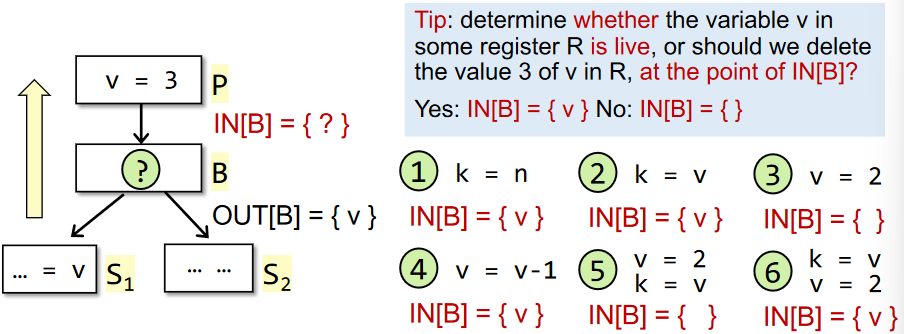 Tip: determine whether the variable v in
some register R is live, or should we delete
the value 3 of v in R, at the point of IN[B]?
Yes: IN[B] = { v } No: IN[B] = { }
v = 3
P
IN[B] = { ? }
?
B
OUT[B] = { v }
... = v
S1
... ...
S2
1 k = n
IN[B] = { v }
2 k = v
IN[B] = { v }
3 v = 2
IN[B] = { }
4 v = v-1
IN[B] = { v }
5 v = 2
k = v
IN[B] = { }
6 k = v
v = 2
IN[B] = { v }